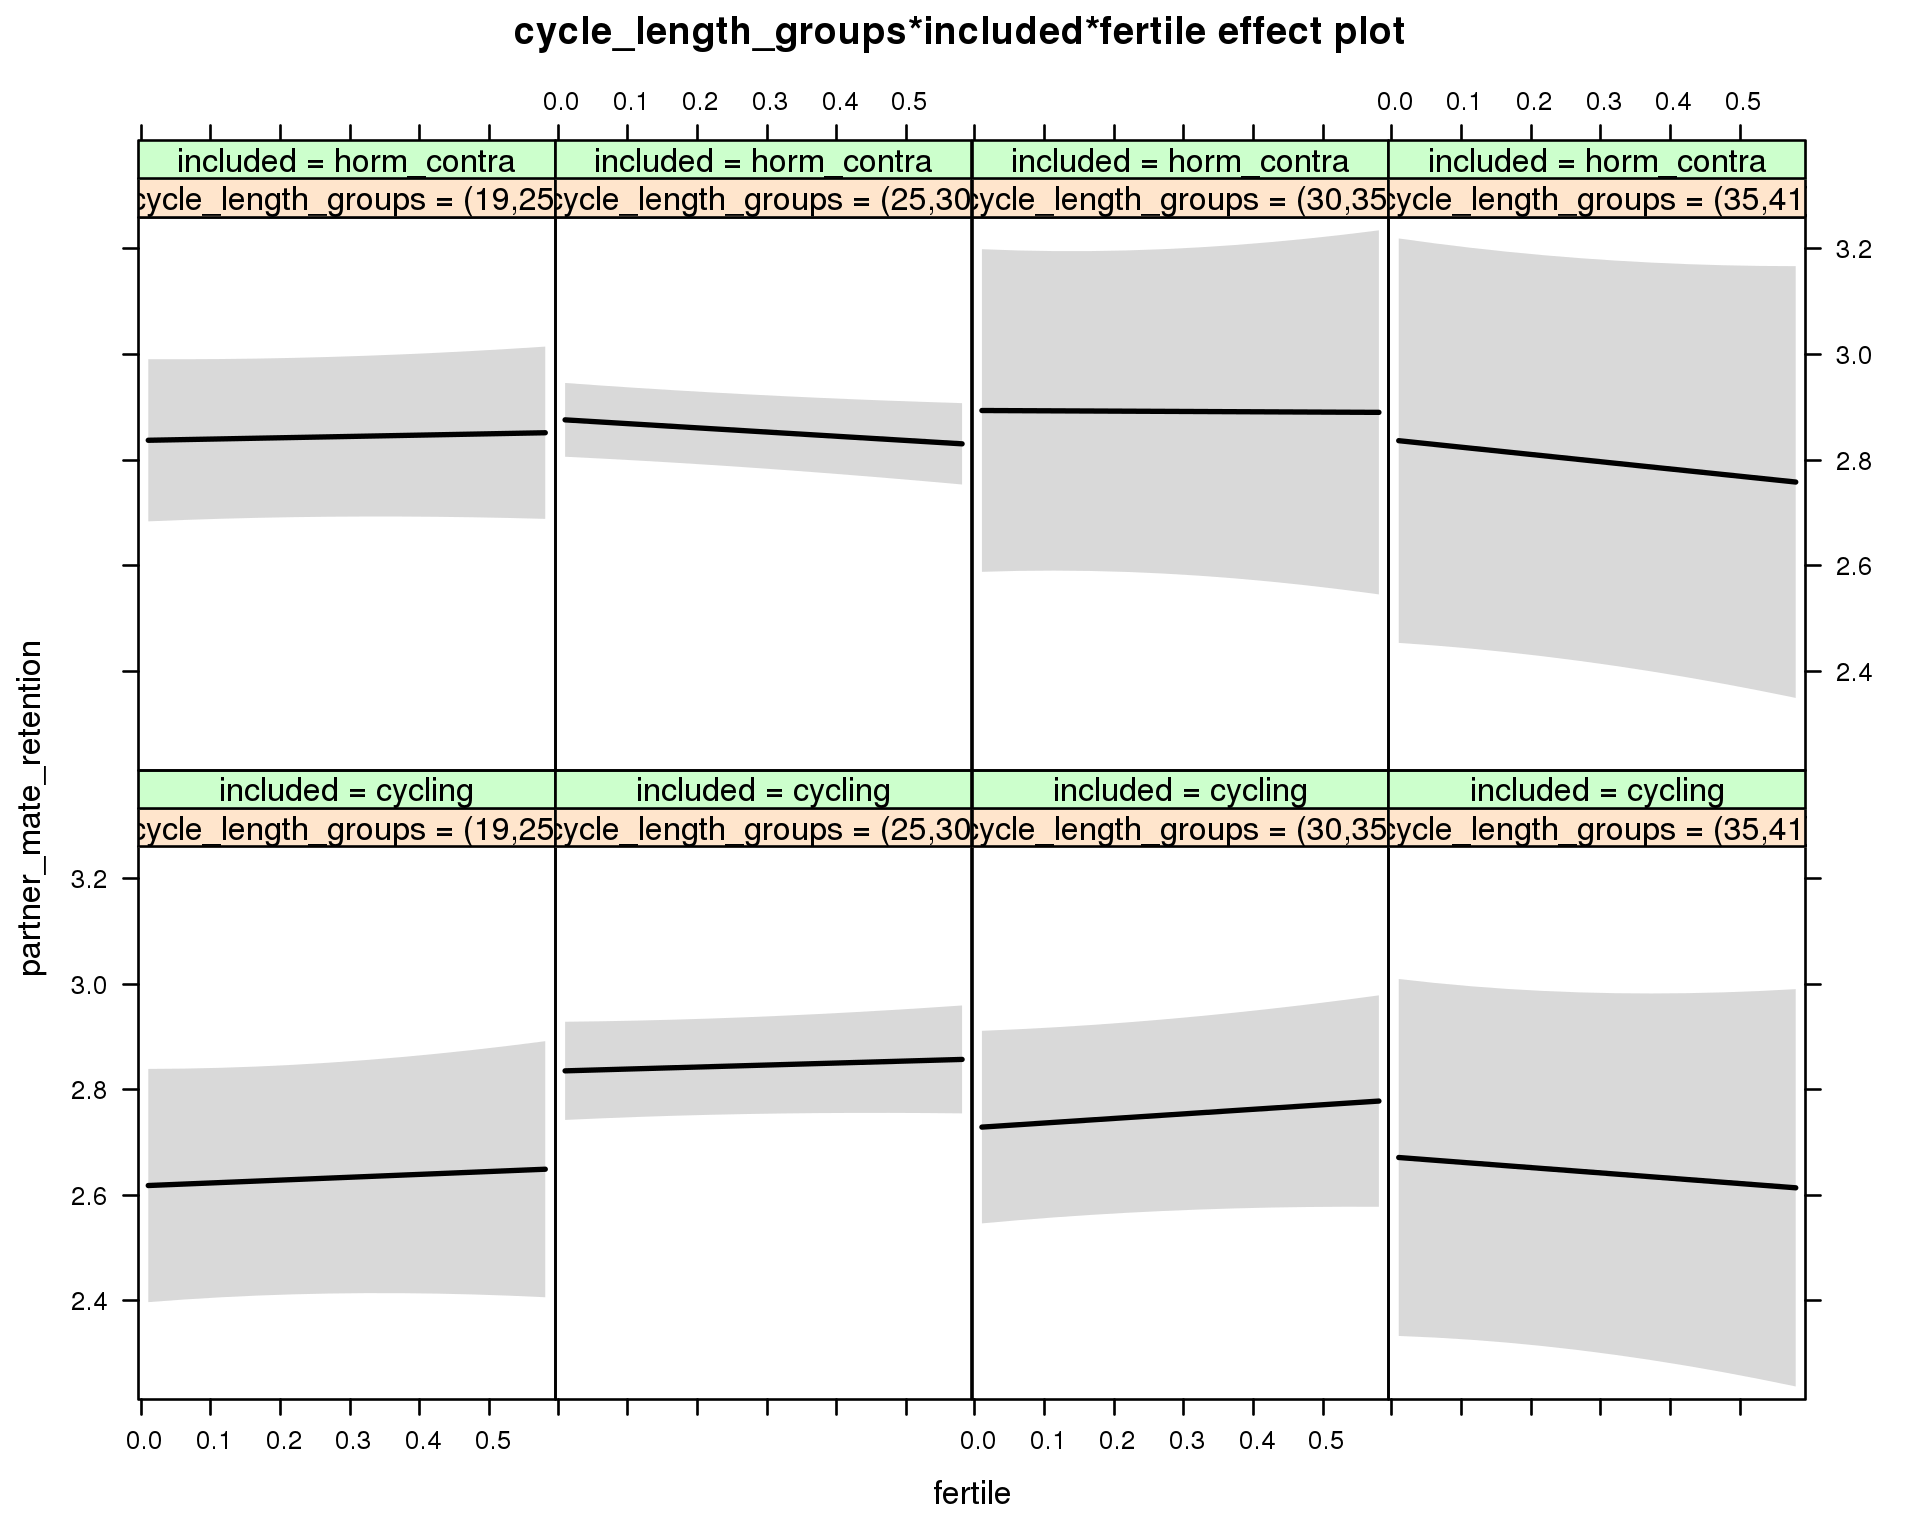 cycle_length_groups*included*fertile effect plot
0.0 0.1 0.2 0.3 0.4 0.5 0.0 0.1 0.2 0.3 0.4 0.5
included = horm_contra included = horm_contra included = horm_contra included = horm_contra
cycle_length_groups = (19,25 cycle_length_groups = (25,30 cycle_length_groups = (30,35 cycle_length_groups = (35,41
3.2
3.0
2.8
2.6
2.4
partner_mate_retention
included = cycling included = cycling included = cycling included = cycling
cycle_length_groups = (19,25 cycle_length_groups = (25,30 cycle_length_groups = (30,35 cycle_length_groups = (35,41
3.2
3.0
2.8
2.6
2.4
0.0 0.1 0.2 0.3 0.4 0.5 0.0 0.1 0.2 0.3 0.4 0.5
fertile